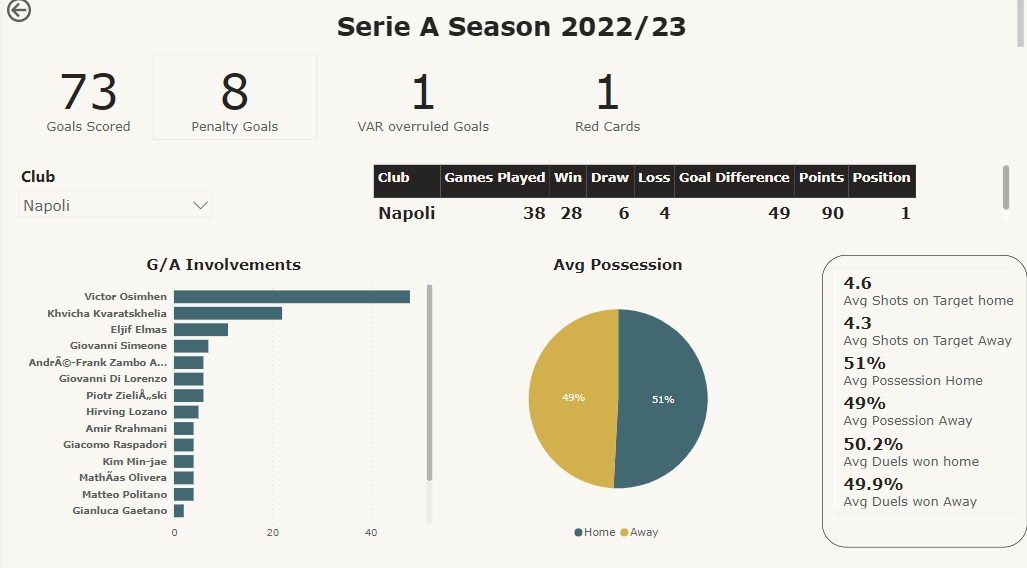 Serie A Season 2022/23
73
Goals Scored
8
Penalty Goals
1
VAR overruled Goals
1
Red Cards
Club
Napoli
Club Games Played Win Draw Loss Goal Difference Points Position
Napoli 38 28 6 4 49 90 1
G/A Involvements
Victor Osimhen
Khvicha Kvaratskhelia
Eljif Elmas
Giovanni Simeone
AndrÃ©-Frank Zambo A...
Giovanni Di Lorenzo
Piotr ZieliÅ„ski
Hirving Lozano
Amir Rrahmani
Giacomo Raspadori
Kim Min-jae
MathÃas Olivera
Matteo Politano
Gianluca Gaetano
0 20 40
Avg Possession
49%
51%
Home Away
4.6
Avg Shots on Target home
4.3
Avg Shots on Target Away
51%
Avg Possession Home
49%
Avg Posession Away
50.2%
Avg Duels won home
49.9%
Avg Duels won Away